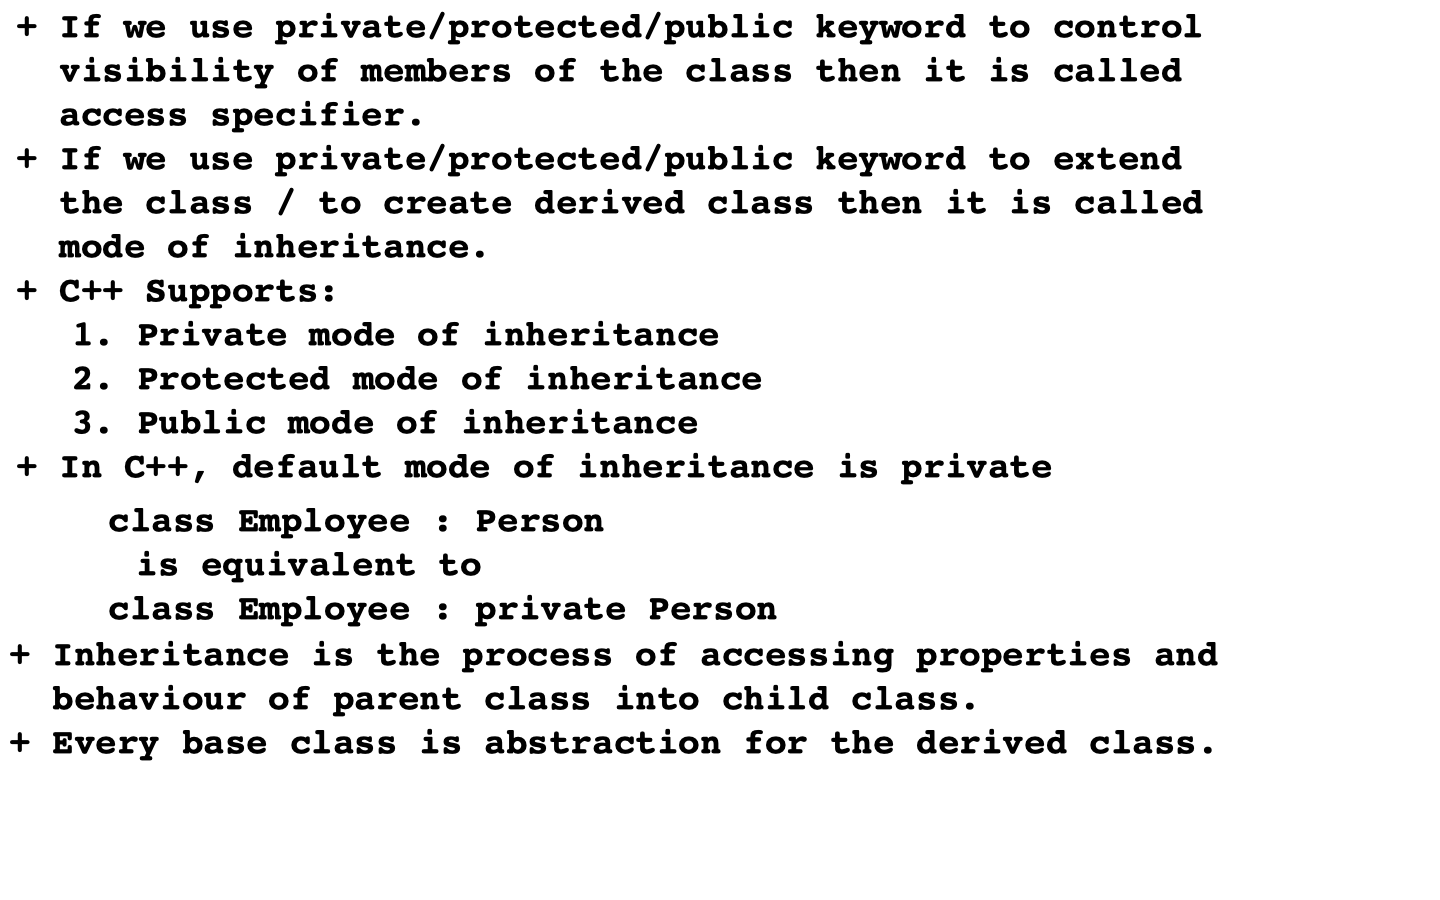 + If we use private/protected/public keyword to control
visibility of members of the class then it is called
access specifier.
+ If we use private/protected/public keyword to extend
the class / to create derived class then it is called
mode of inheritance.
+ C++ Supports:
1. Private mode of inheritance
2. Protected mode of inheritance
3. Public mode of inheritance
+ In C++, default mode of inheritance is private
class Employee : Person
is equivalent to
class Employee : private Person
+ Inheritance is the process of accessing properties and
behaviour of parent class into child class.
+ Every base class is abstraction for the derived class.